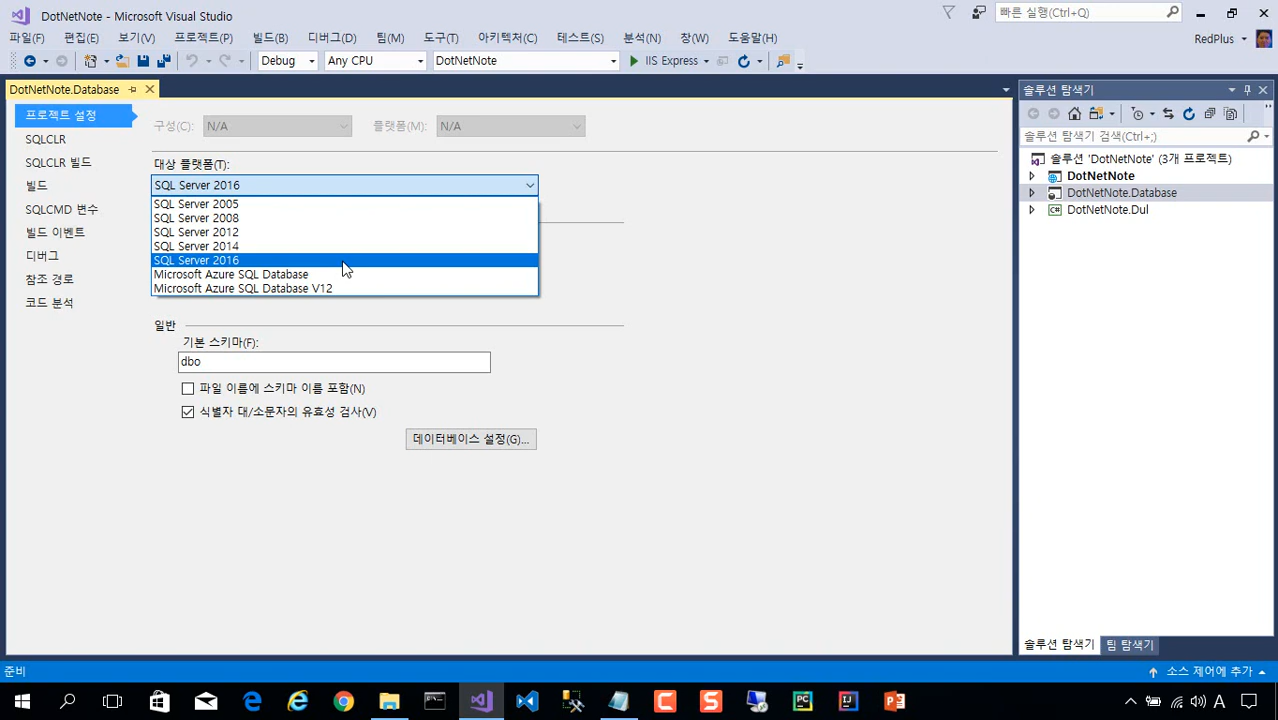 DotNetNote - Microsoft Visual Studio
빠른 실행(Ctrl+Q)
파일(F) 편집(E) 보기(V) 프로젝트(P) 빌드(B) 디버그(D) 팀(M) 도구(T) 아키텍처(C) 테스트(S) 분석(N) 창(W) 도움말(H)
RedPlus
Debug Any CPU DotNetNote IIS Express
DotNetNote.Database
프로젝트 설정
SQLCLR
SQLCLR 빌드
빌드
SQLCMD 변수
빌드 이벤트
디버그
참조 경로
코드 분석
구성(C): N/A 플랫폼(M): N/A
대상 플랫폼(T):
SQL Server 2016
SQL Server 2005
SQL Server 2008
SQL Server 2012
SQL Server 2014
SQL Server 2016
Microsoft Azure SQL Database
Microsoft Azure SQL Database V12
일반
기본 스키마(F):
dbo
파일 이름에 스키마 이름 포함(N)
식별자 대/소문자의 유효성 검사(V)
데이터베이스 설정(G)...
솔루션 탐색기
솔루션 탐색기 검색(Ctrl+;)
솔루션 'DotNetNote' (3개 프로젝트)
DotNetNote
DotNetNote.Database
C# DotNetNote.Dul
솔루션 탐색기 팀 탐색기
준비
소스 제어에 추가
S PC IJ P A